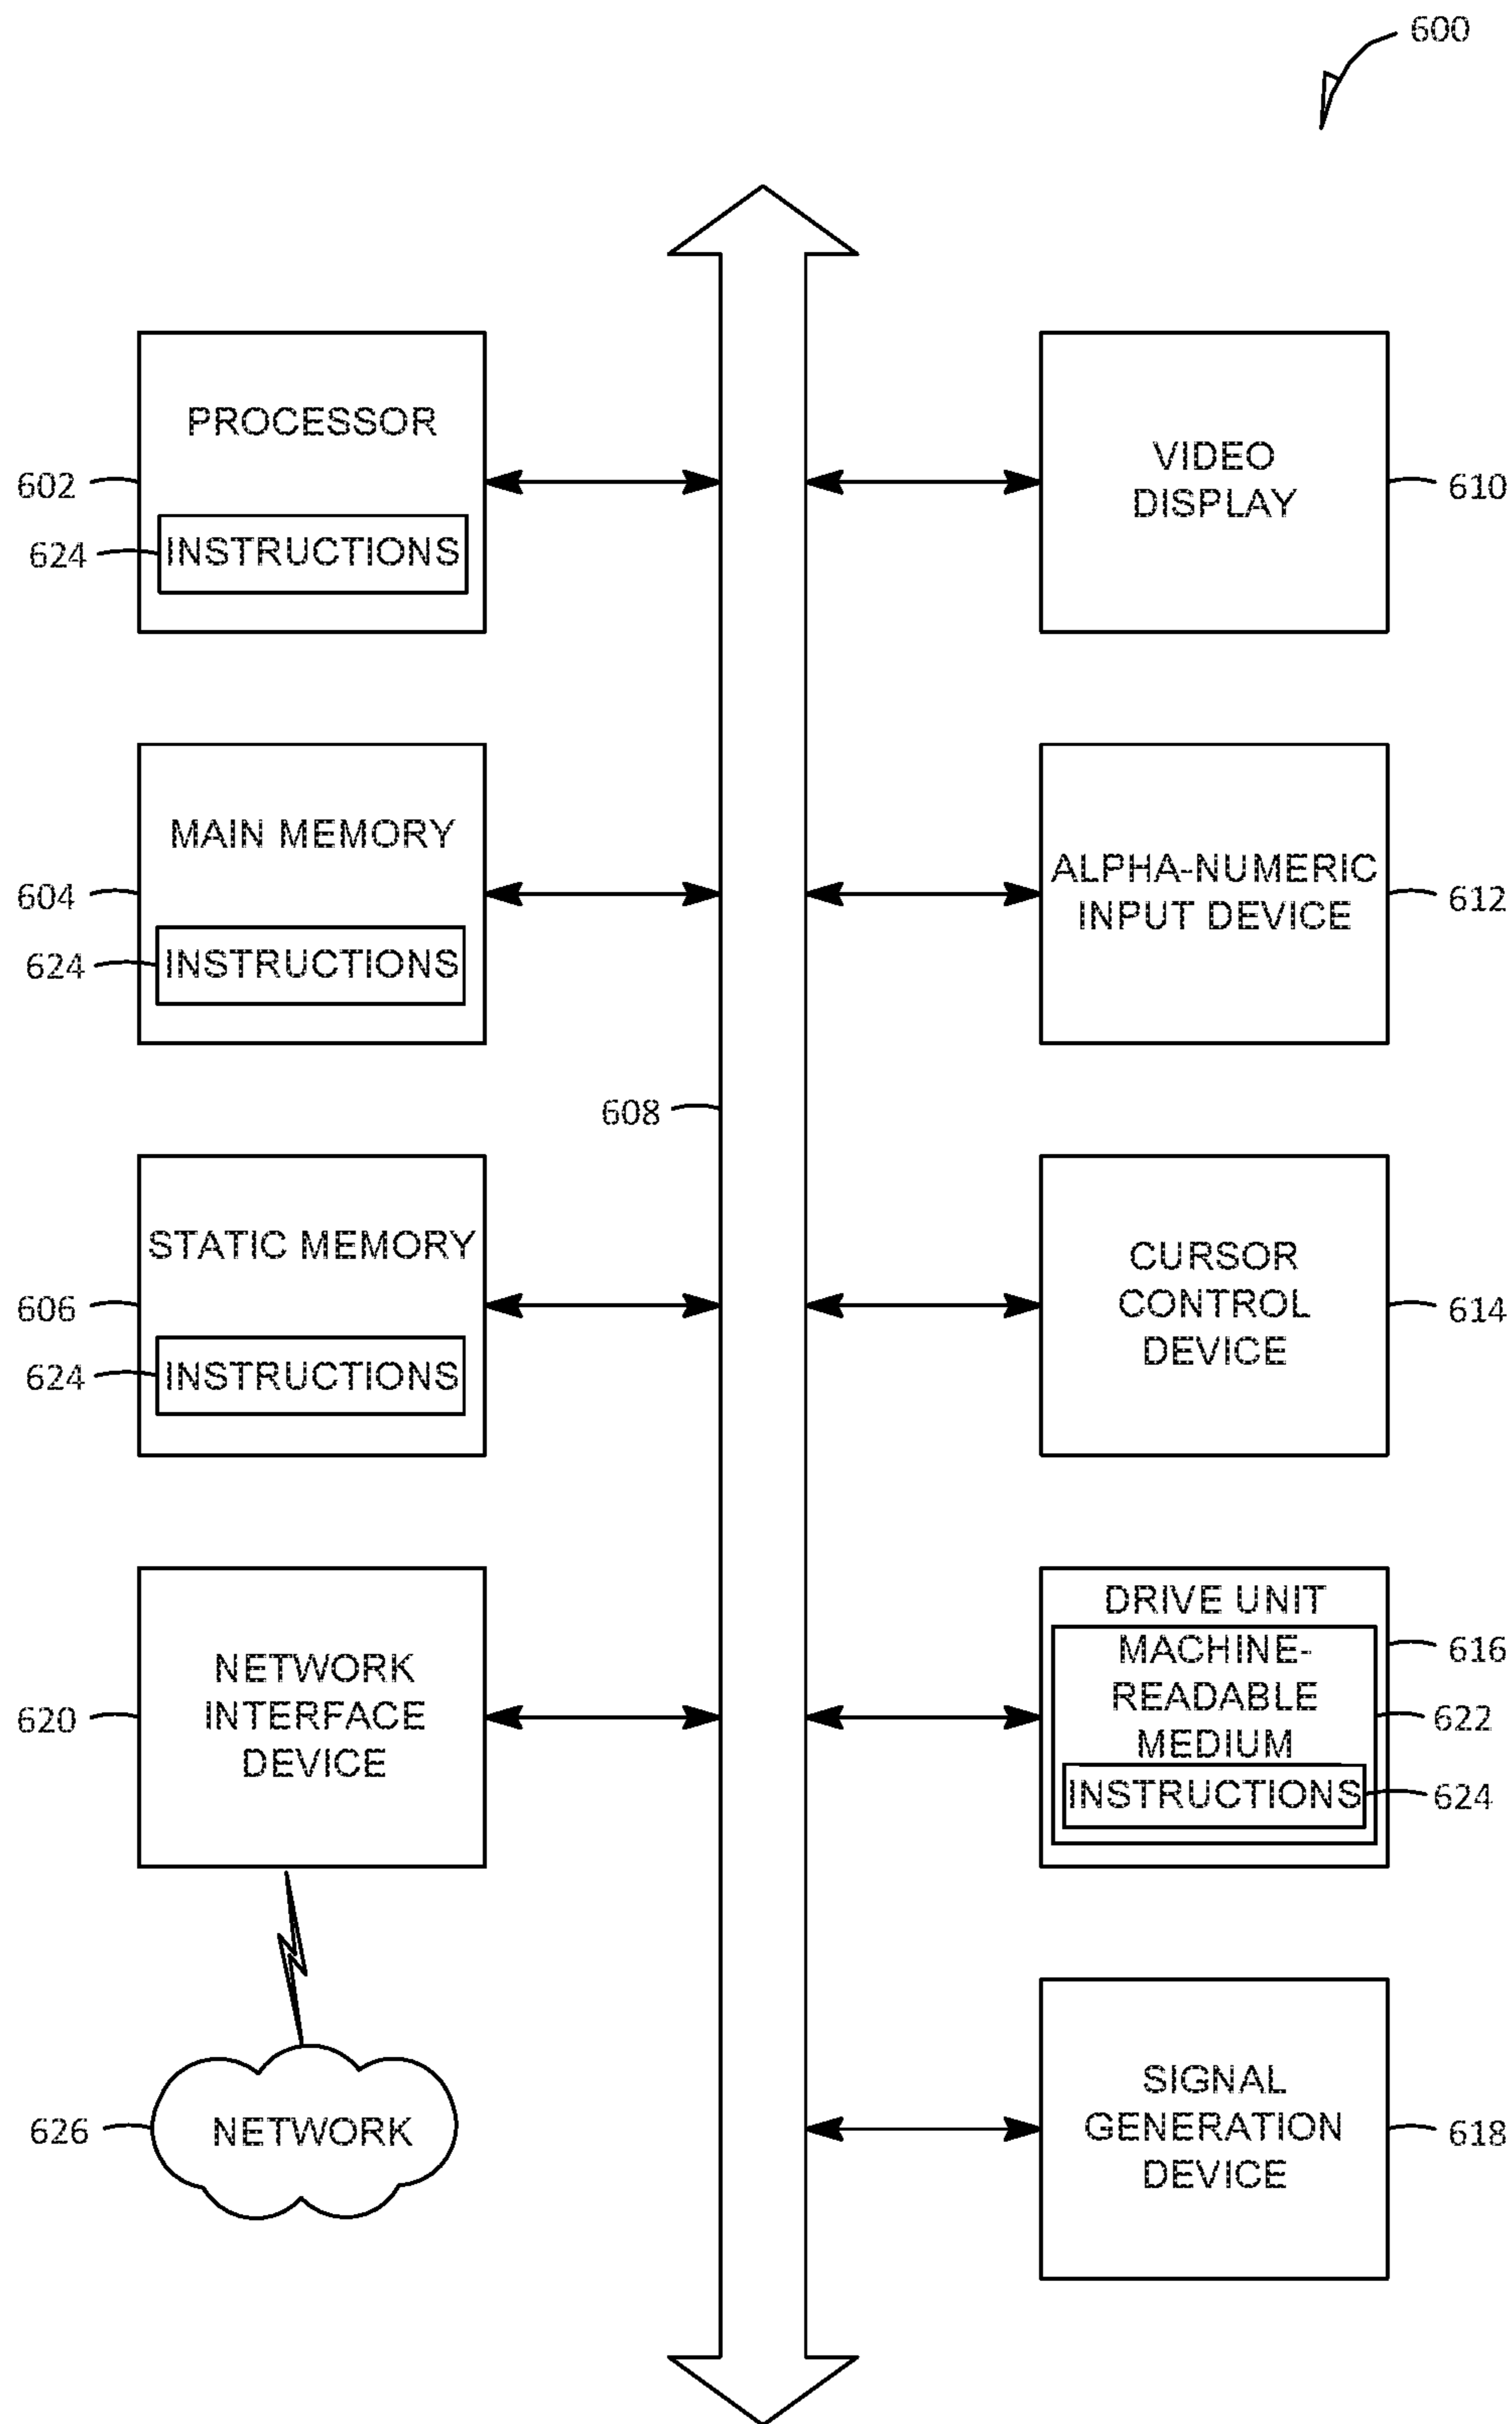 600
PROCESSOR
602
624
INSTRUCTIONS
VIDEO
DISPLAY
610
MAIN MEMORY
604
624
INSTRUCTIONS
ALPHA-NUMERIC
INPUT DEVICE
612
608
STATIC MEMORY
606
624
INSTRUCTIONS
CURSOR
CONTROL
DEVICE
614
NETWORK
INTERFACE
DEVICE
620
DRIVE UNIT
616
MACHINE-
READABLE
MEDIUM
622
INSTRUCTIONS
624
626
NETWORK
SIGNAL
GENERATION
DEVICE
618